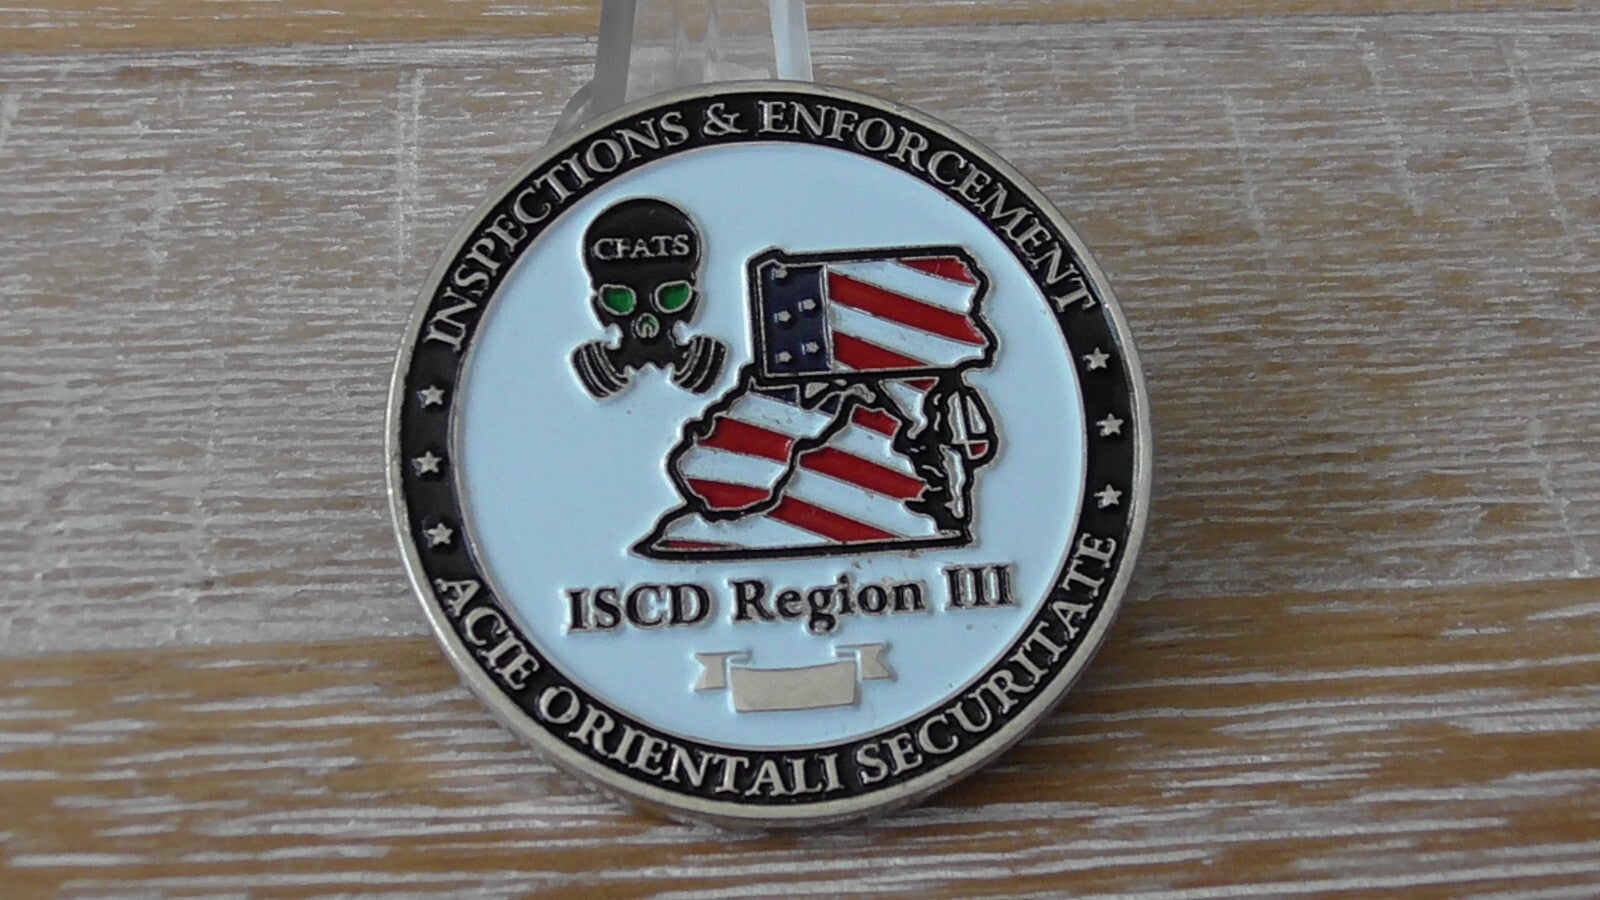 INSPECTIONS & ENFORCEMENT
CFATS
ISCD Region III
ACIE ORIENTALI SECURITATE